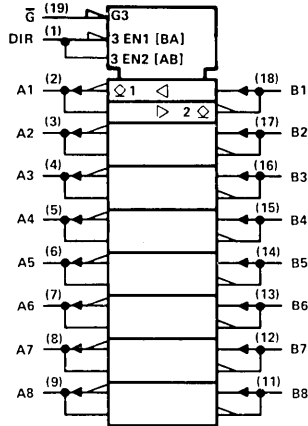 G̅ (19) G3
DIR (1) 3 EN1 [BA]
3 EN2 [AB]
A1 (2) ◇ 1 ◁ (18) B1
▷ 2 ◇
A2 (3) (17) B2
A3 (4) (16) B3
A4 (5) (15) B4
A5 (6) (14) B5
A6 (7) (13) B6
A7 (8) (12) B7
A8 (9) (11) B8